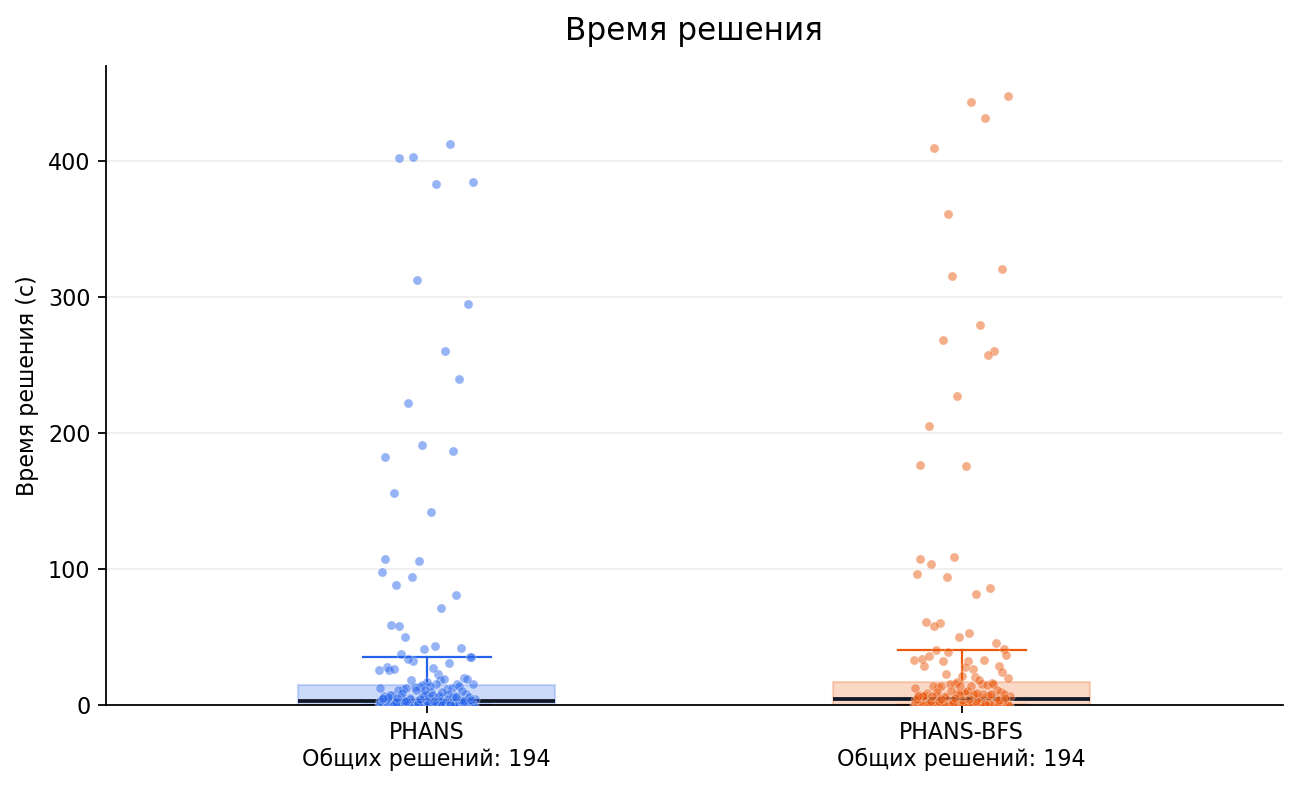 Время решения
Время решения (с)
400
300
200
100
0
PHANS
Общих решений: 194
PHANS-BFS
Общих решений: 194